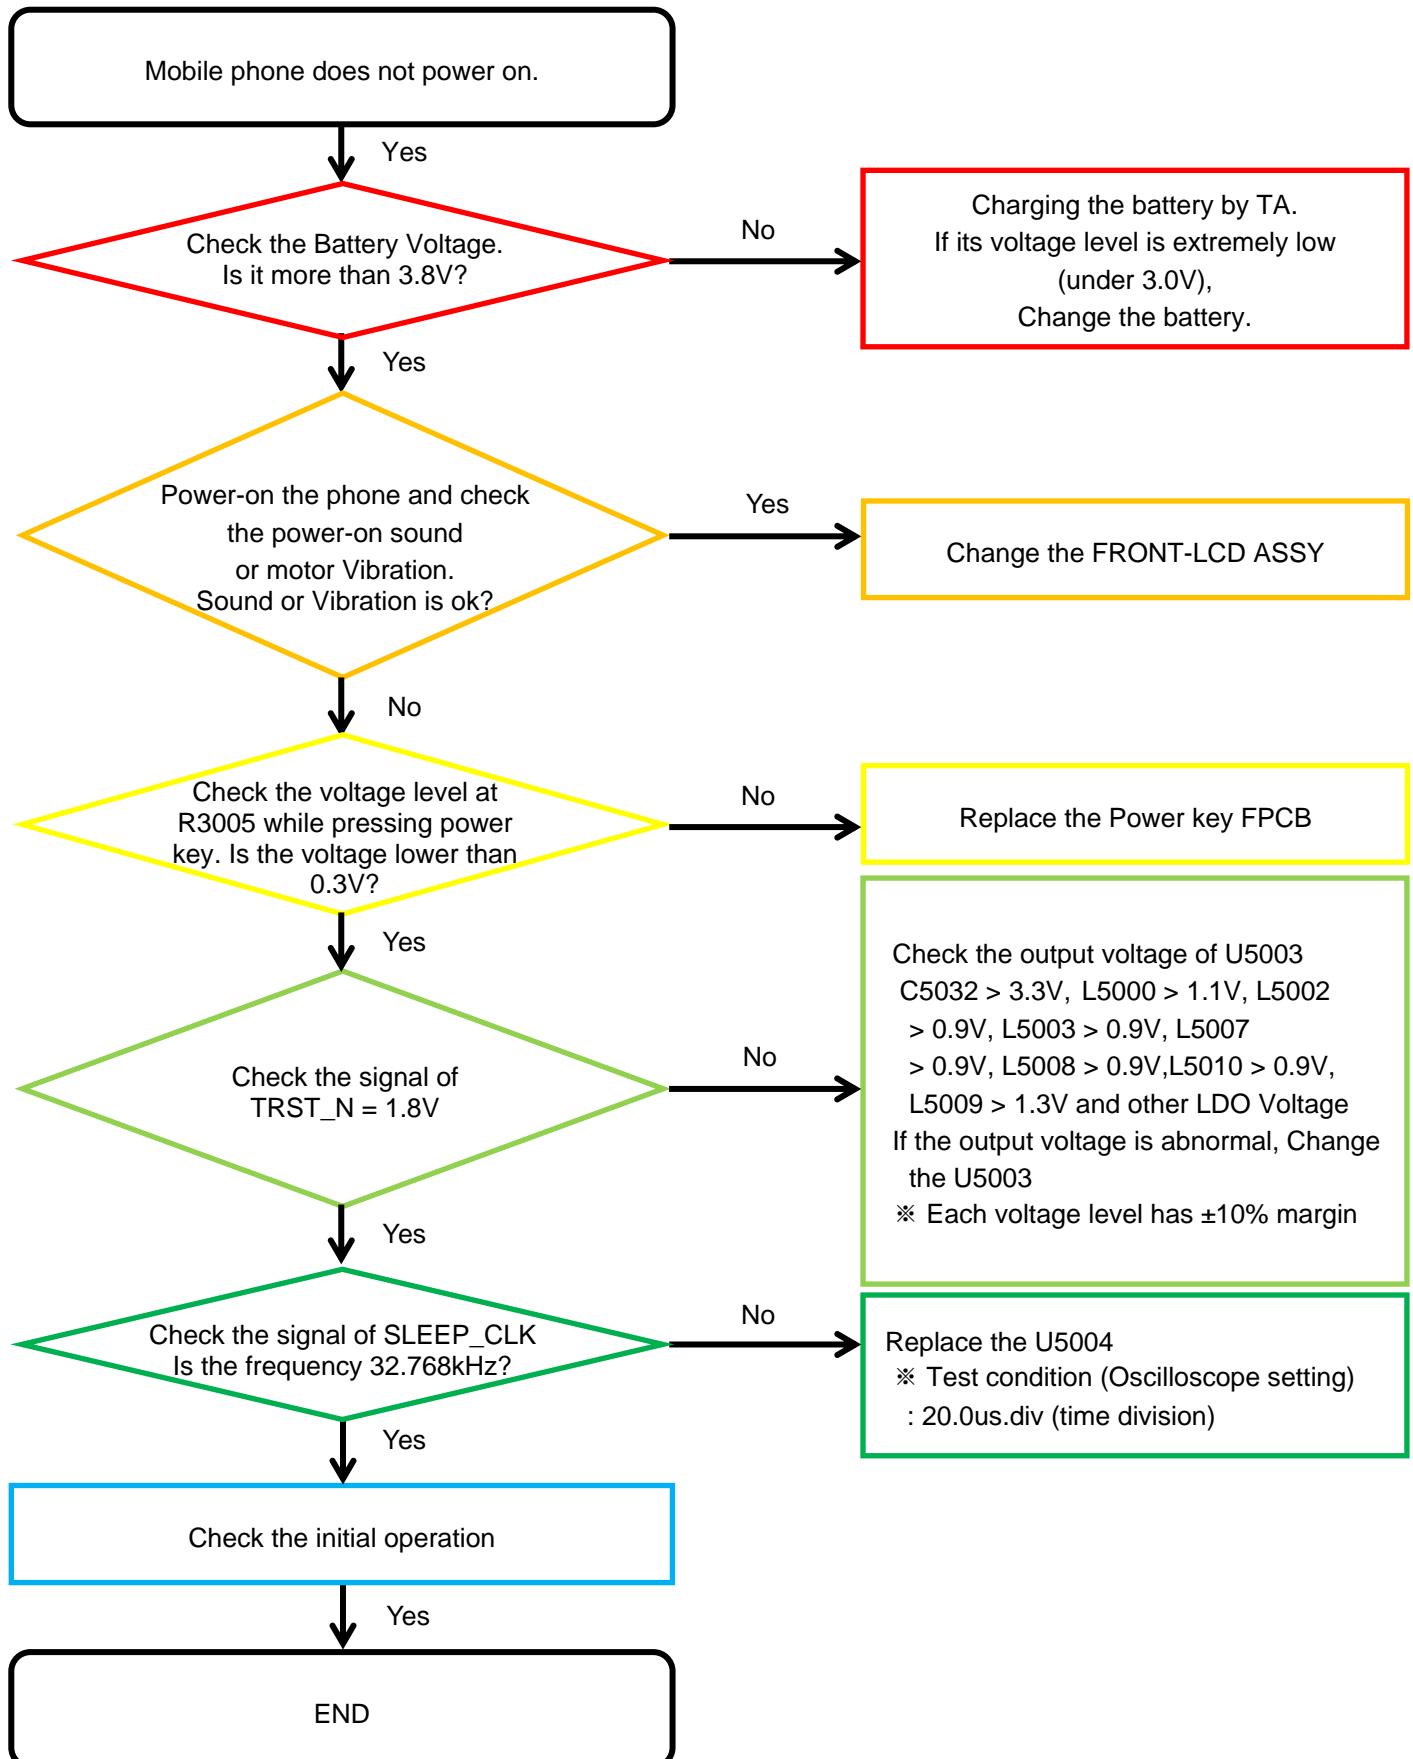 Mobile phone does not power on.
Yes
Check the Battery Voltage.
Is it more than 3.8V?
No
Charging the battery by TA.
If its voltage level is extremely low
(under 3.0V),
Change the battery.
Yes
Power-on the phone and check
the power-on sound
or motor Vibration.
Sound or Vibration is ok?
Yes
Change the FRONT-LCD ASSY
No
Check the voltage level at
R3005 while pressing power
key. Is the voltage lower than
0.3V?
No
Replace the Power key FPCB
Yes
Check the signal of
TRST_N = 1.8V
No
Check the output voltage of U5003
C5032 > 3.3V, L5000 > 1.1V, L5002
> 0.9V, L5003 > 0.9V, L5007
> 0.9V, L5008 > 0.9V,L5010 > 0.9V,
L5009 > 1.3V and other LDO Voltage
If the output voltage is abnormal, Change
the U5003
※ Each voltage level has ±10% margin
Yes
Check the signal of SLEEP_CLK
Is the frequency 32.768kHz?
No
Replace the U5004
※ Test condition (Oscilloscope setting)
: 20.0us.div (time division)
Yes
Check the initial operation
Yes
END